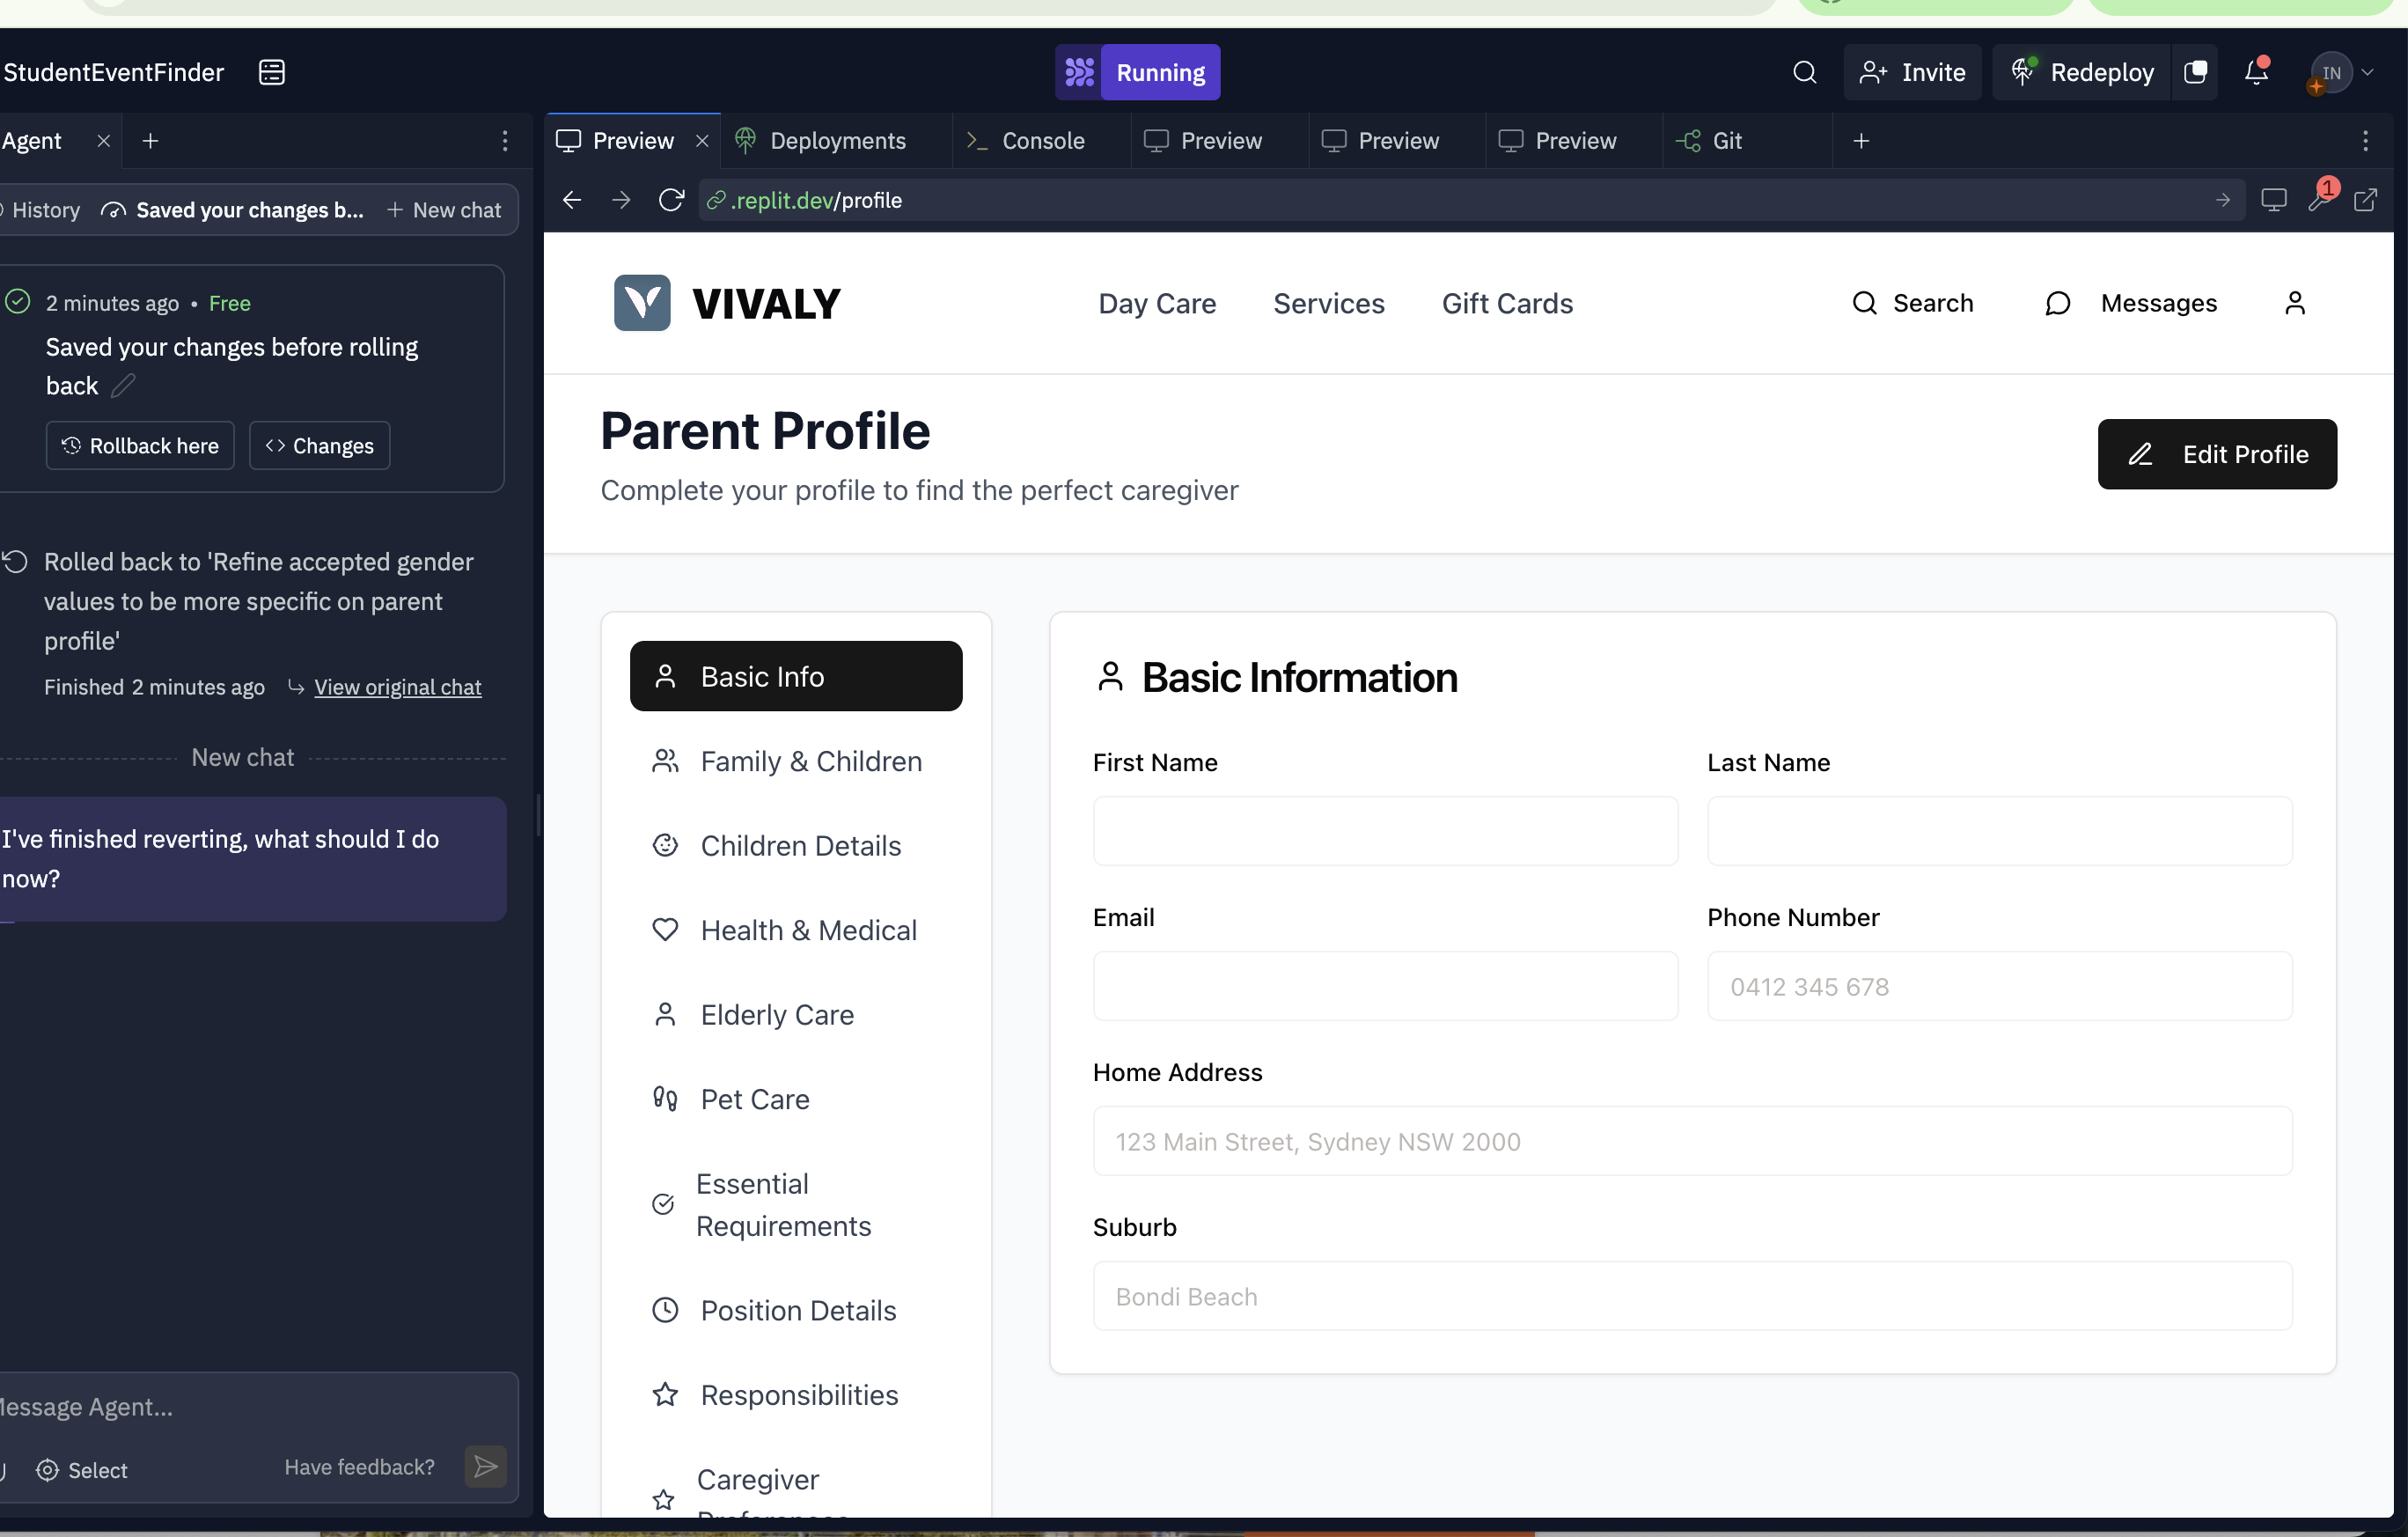 StudentEventFinder
Running
Invite
Redeploy
IN
Agent
Preview
Deployments
Console
Preview
Preview
Preview
Git
History
Saved your changes b...
New chat
.replit.dev/profile
1
2 minutes ago • Free
Saved your changes before rolling
back
Rollback here
Changes
Rolled back to 'Refine accepted gender
values to be more specific on parent
profile'
Finished 2 minutes ago
View original chat
New chat
I've finished reverting, what should I do
now?
Message Agent...
Select
Have feedback?
VIVALY
Day Care
Services
Gift Cards
Search
Messages
Parent Profile
Complete your profile to find the perfect caregiver
Edit Profile
Basic Info
Family & Children
Children Details
Health & Medical
Elderly Care
Pet Care
Essential
Requirements
Position Details
Responsibilities
Caregiver
Preferences
Basic Information
First Name
Last Name
Email
Phone Number
0412 345 678
Home Address
123 Main Street, Sydney NSW 2000
Suburb
Bondi Beach